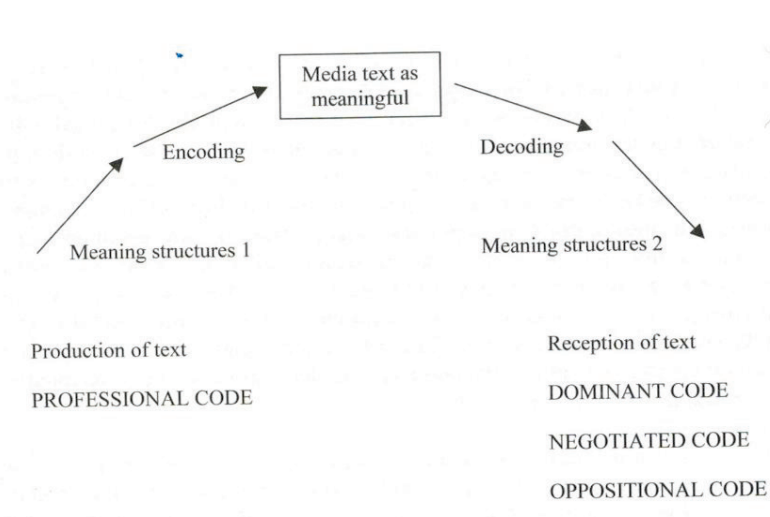 Media text as
meaningful
Encoding
Decoding
Meaning structures 1
Meaning structures 2
Production of text
PROFESSIONAL CODE
Reception of text
DOMINANT CODE
NEGOTIATED CODE
OPPOSITIONAL CODE